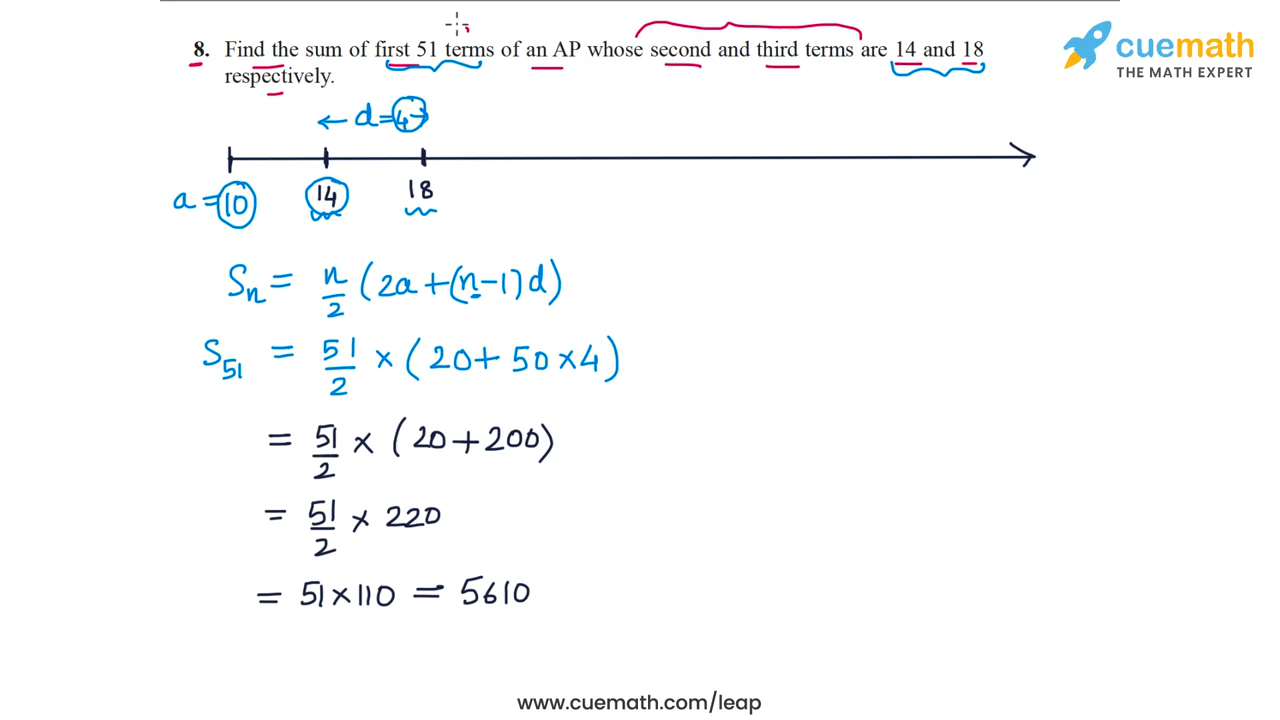 8. Find the sum of first 51 terms of an AP whose second and third terms are 14 and 18
respectively.
cuemath
THE MATH EXPERT
← d=4→
a = 10 14 18
Sn = n/2 (2a+(n-1)d)
S51 = 51/2 × (20+ 50×4)
= 51/2 × (20+200)
= 51/2 × 220
= 51×110 = 5610
www.cuemath.com/leap